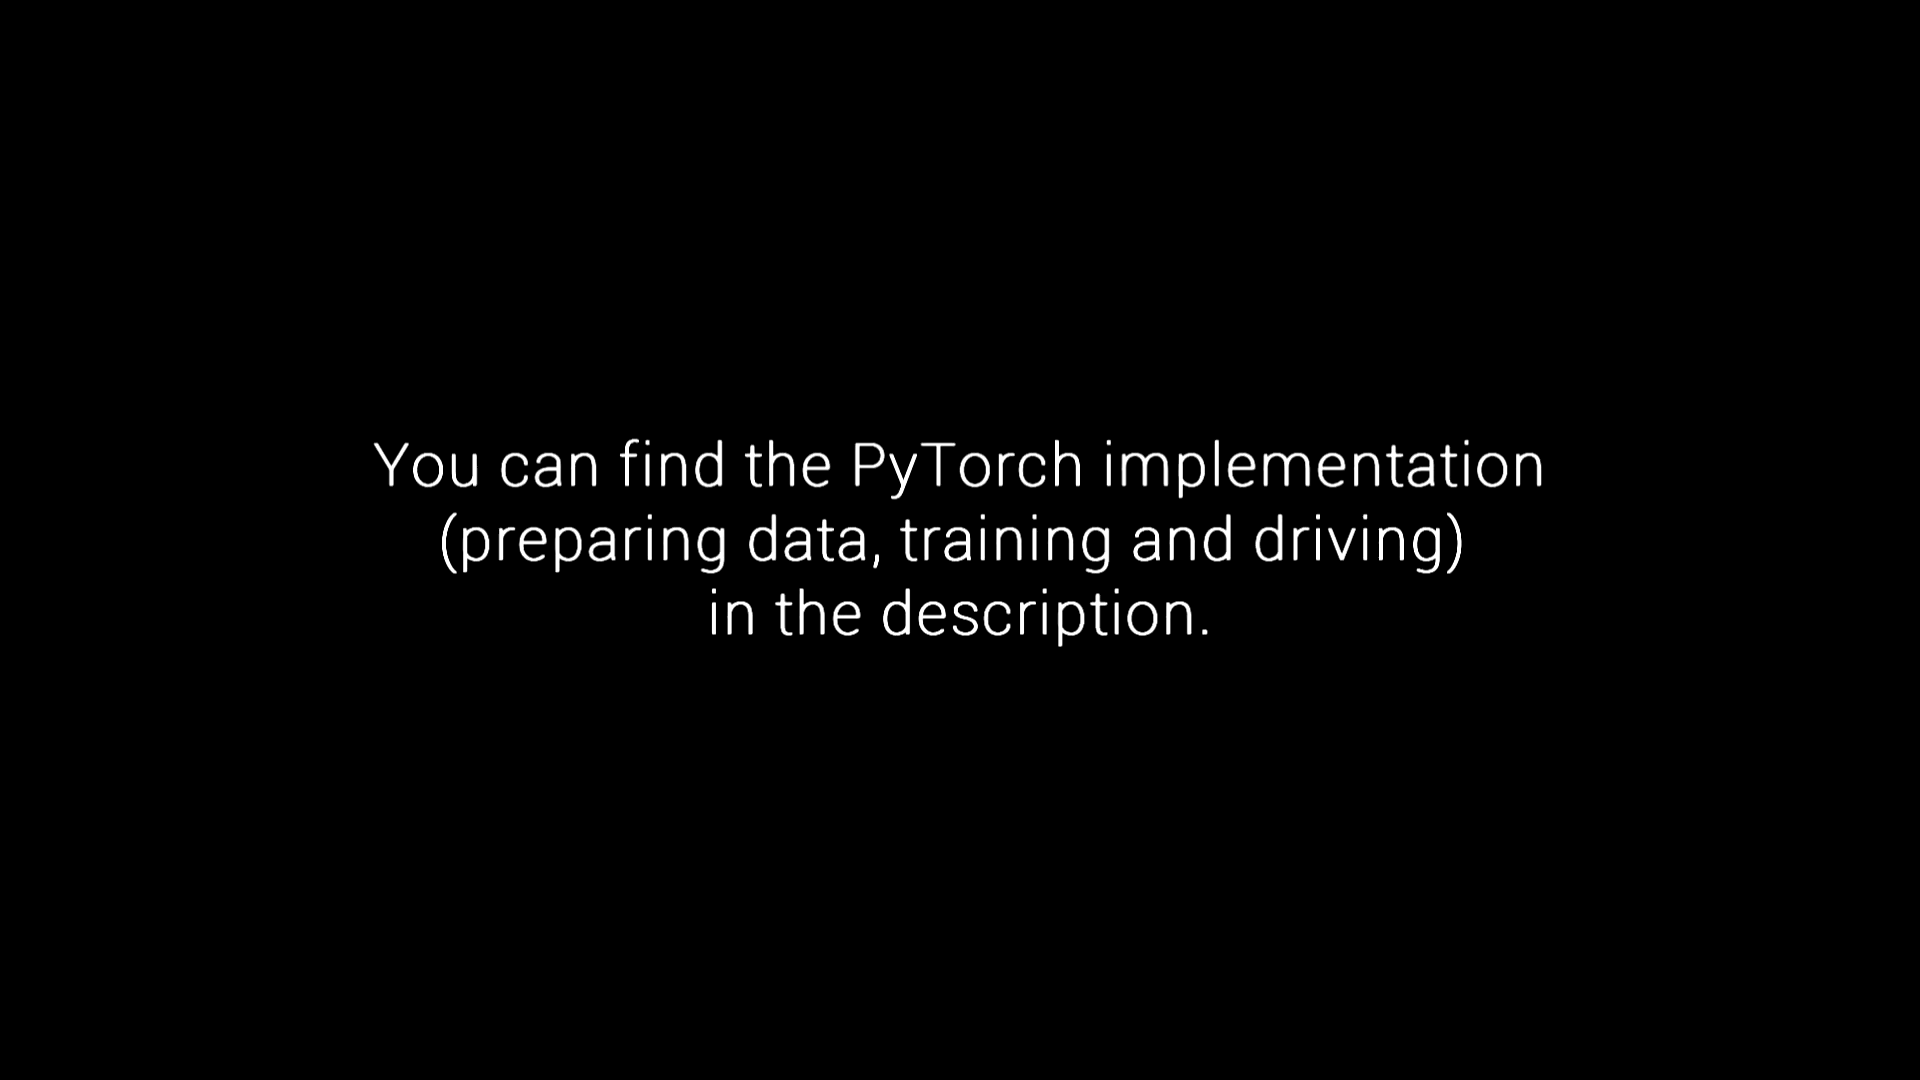 You can find the PyTorch implementation
(preparing data, training and driving)
in the description.